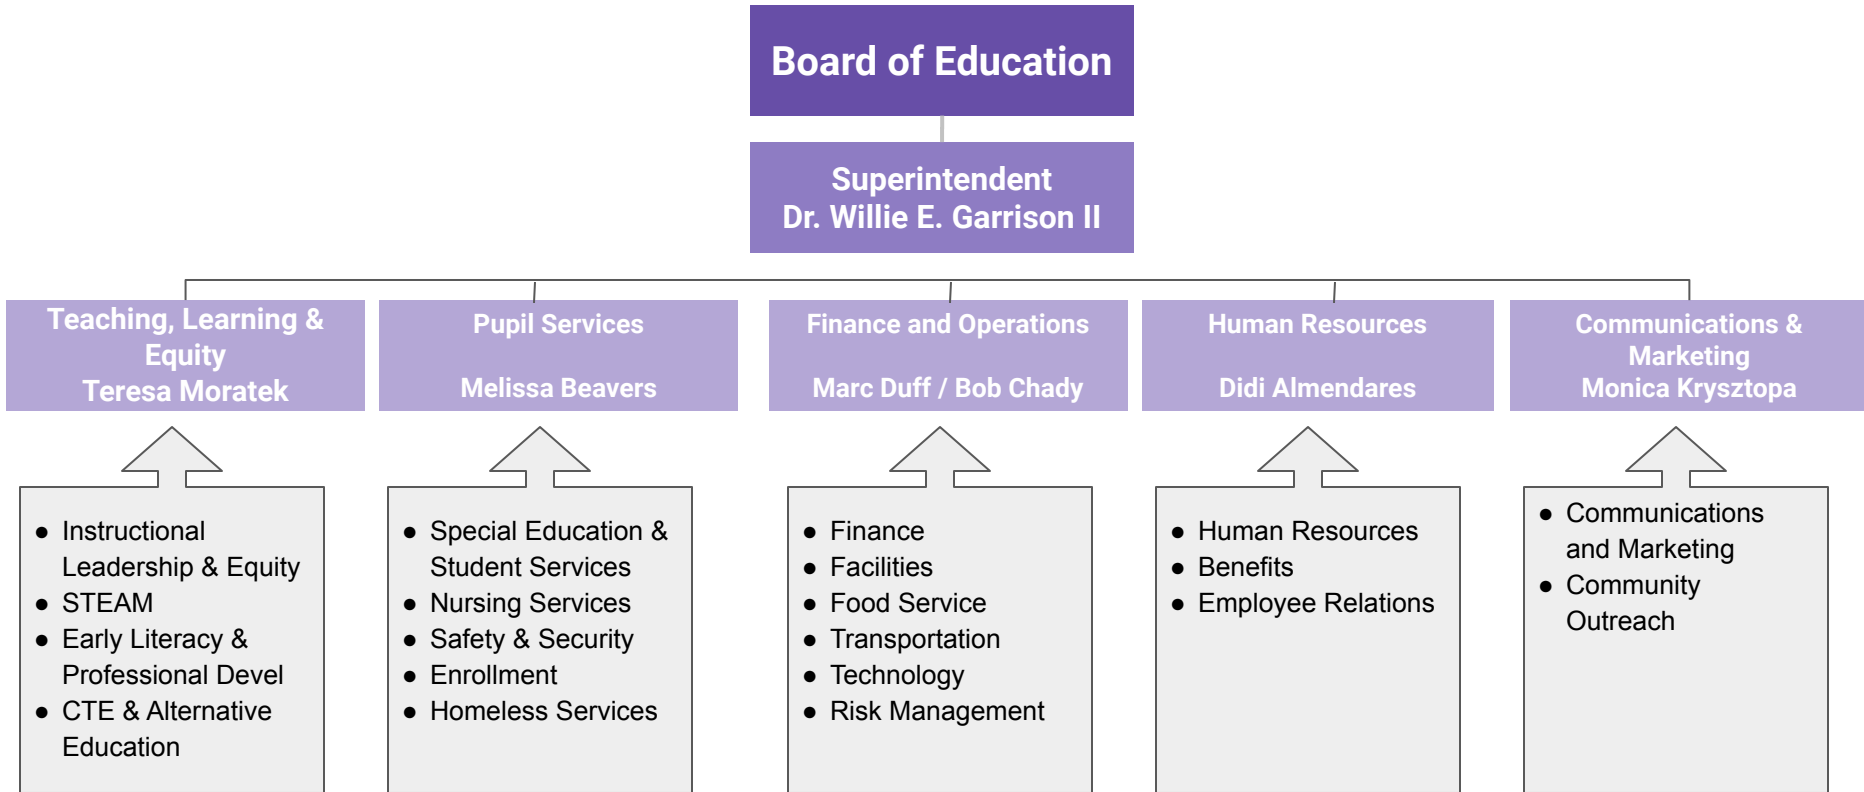 Board of Education
Superintendent
Dr. Willie E. Garrison II
Teaching, Learning &
Equity
Teresa Moratek
Pupil Services
Melissa Beavers
Finance and Operations
Marc Duff / Bob Chady
Human Resources
Didi Almendares
Communications &
Marketing
Monica Krysztopa
● Instructional
Leadership & Equity
● STEAM
● Early Literacy &
Professional Devel
● CTE & Alternative
Education
● Special Education &
Student Services
● Nursing Services
● Safety & Security
● Enrollment
● Homeless Services
● Finance
● Facilities
● Food Service
● Transportation
● Technology
● Risk Management
● Human Resources
● Benefits
● Employee Relations
● Communications
and Marketing
● Community
Outreach